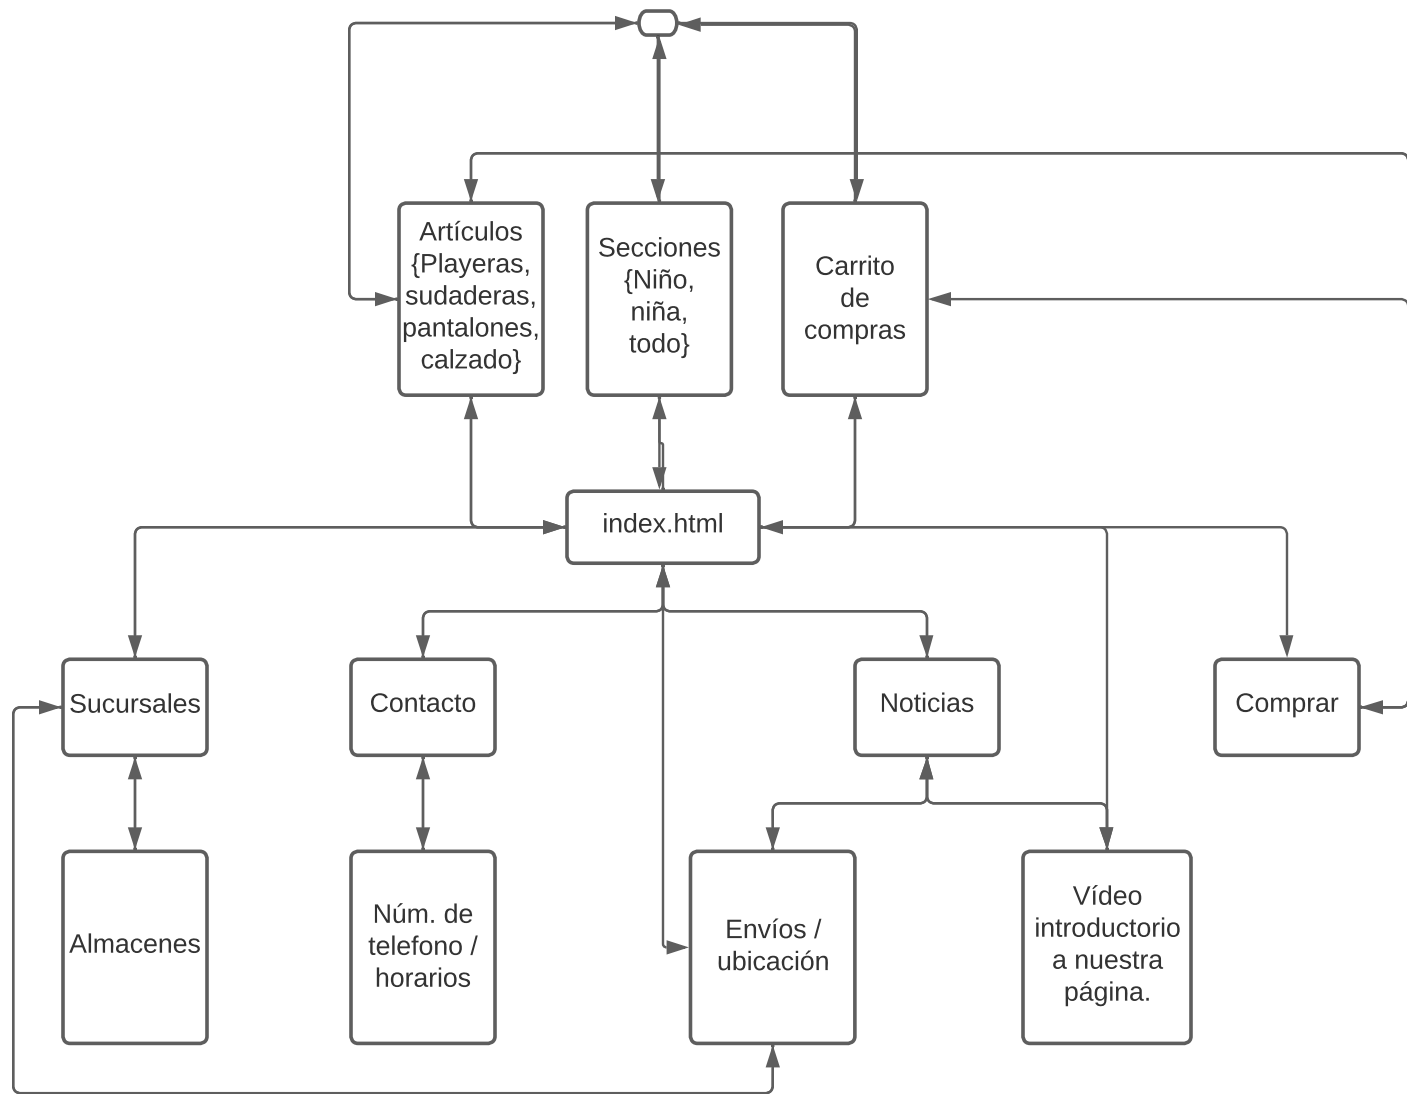 Artículos
{Playeras,
sudaderas,
pantalones,
calzado}
Secciones
{Niño,
niña,
todo}
Carrito
de
compras
index.html
Sucursales
Contacto
Noticias
Comprar
Almacenes
Núm. de
telefono /
horarios
Envíos /
ubicación
Vídeo
introductorio
a nuestra
página.